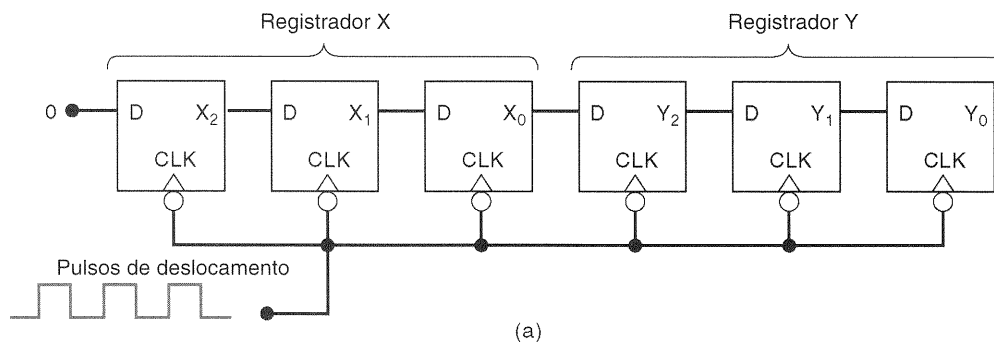 Registrador X Registrador Y
0 D X₂ D X₁ D X₀ D Y₂ D Y₁ D Y₀
CLK CLK CLK CLK CLK CLK
Pulsos de deslocamento
(a)